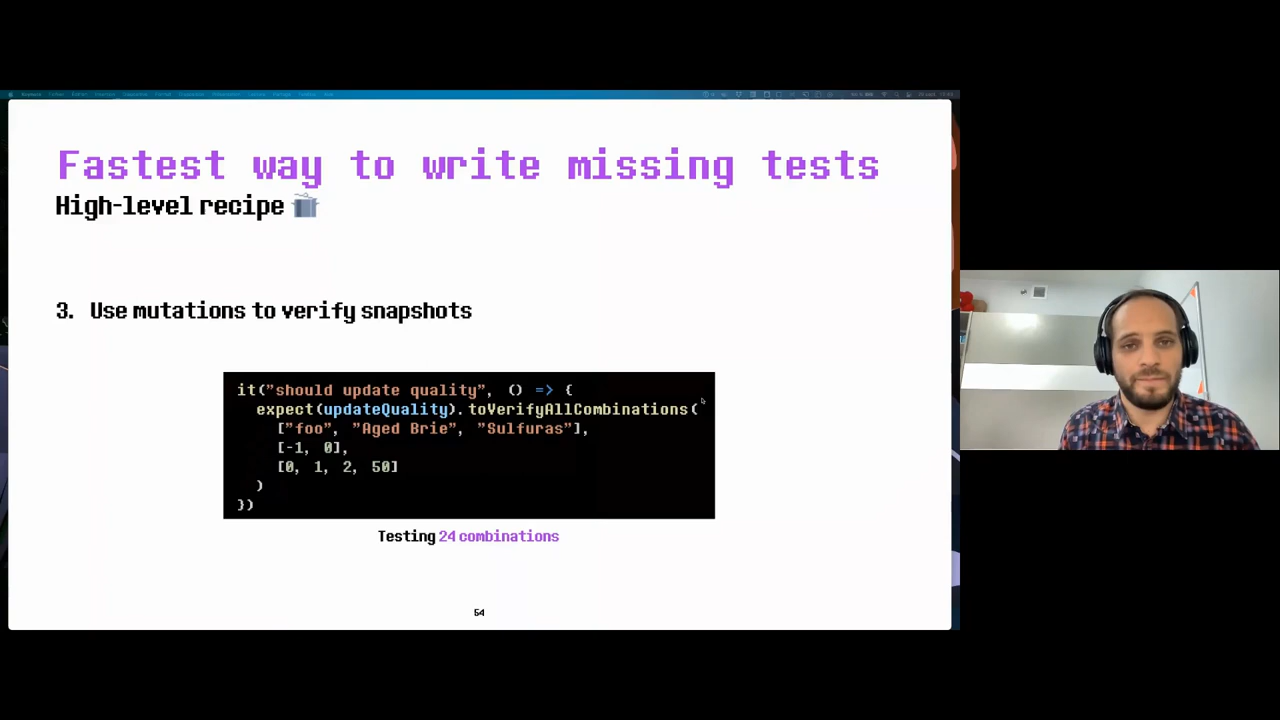 Fastest way to write missing tests
High-level recipe
3. Use mutations to verify snapshots
it("should update quality", () => {
expect(updateQuality).toVerifyAllCombinations(
["foo", "Aged Brie", "Sulfuras"],
[-1, 0],
[0, 1, 2, 50]
)
})
Testing 24 combinations
54